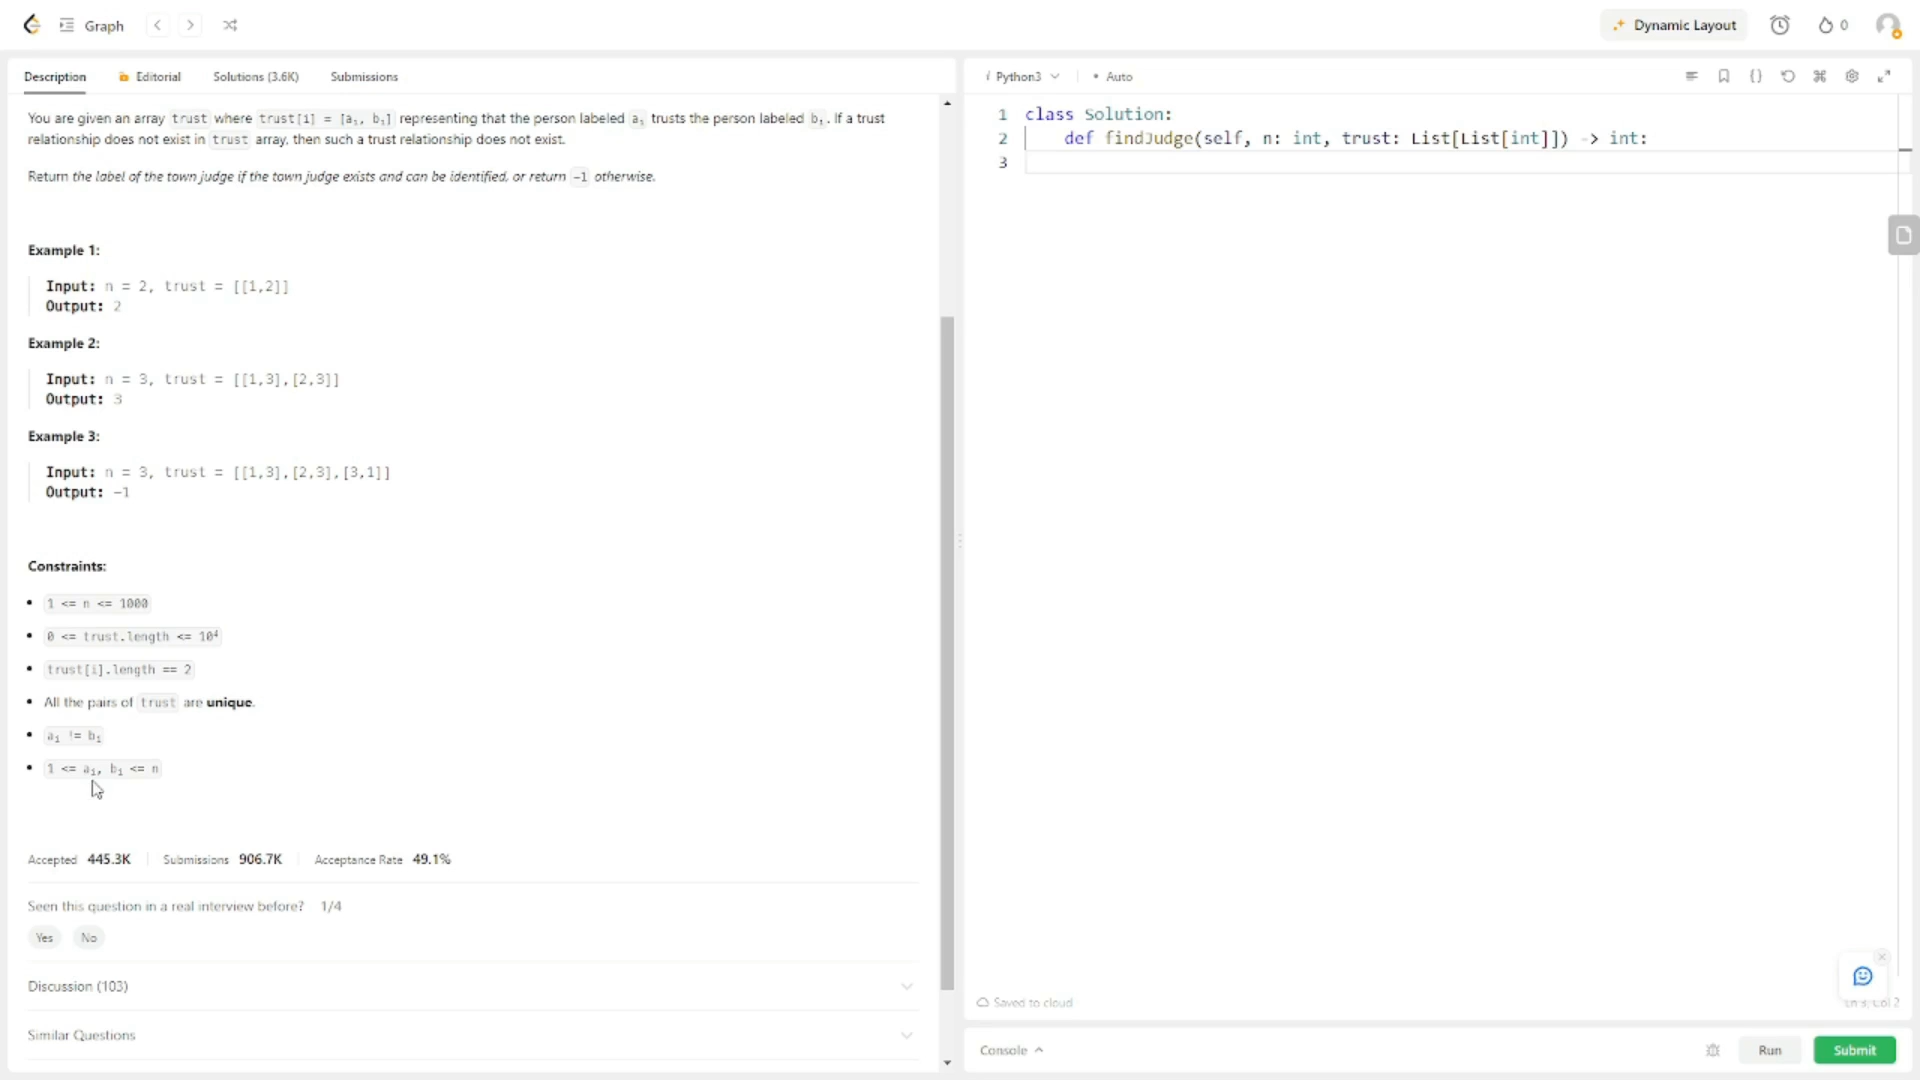 Graph
Dynamic Layout
0
Description
Editorial
Solutions (3.6K)
Submissions
You are given an array trust where trust[i] = [ai, bi] representing that the person labeled ai trusts the person labeled bi. If a trust
relationship does not exist in trust array, then such a trust relationship does not exist.
Return the label of the town judge if the town judge exists and can be identified, or return -1 otherwise.
Example 1:
Input: n = 2, trust = [[1,2]]
Output: 2
Example 2:
Input: n = 3, trust = [[1,3],[2,3]]
Output: 3
Example 3:
Input: n = 3, trust = [[1,3],[2,3],[3,1]]
Output: -1
Constraints:
1 <= n <= 1000
0 <= trust.length <= 10⁴
trust[i].length == 2
All the pairs of trust are unique.
ai != bi
1 <= ai, bi <= n
Accepted 445.3K
Submissions 906.7K
Acceptance Rate 49.1%
Seen this question in a real interview before? 1/4
Yes
No
Discussion (103)
Similar Questions
i Python3
• Auto
1 class Solution:
2 def findJudge(self, n: int, trust: List[List[int]]) -> int:
3
Saved to cloud
Ln 3, Col 2
Console
Run
Submit